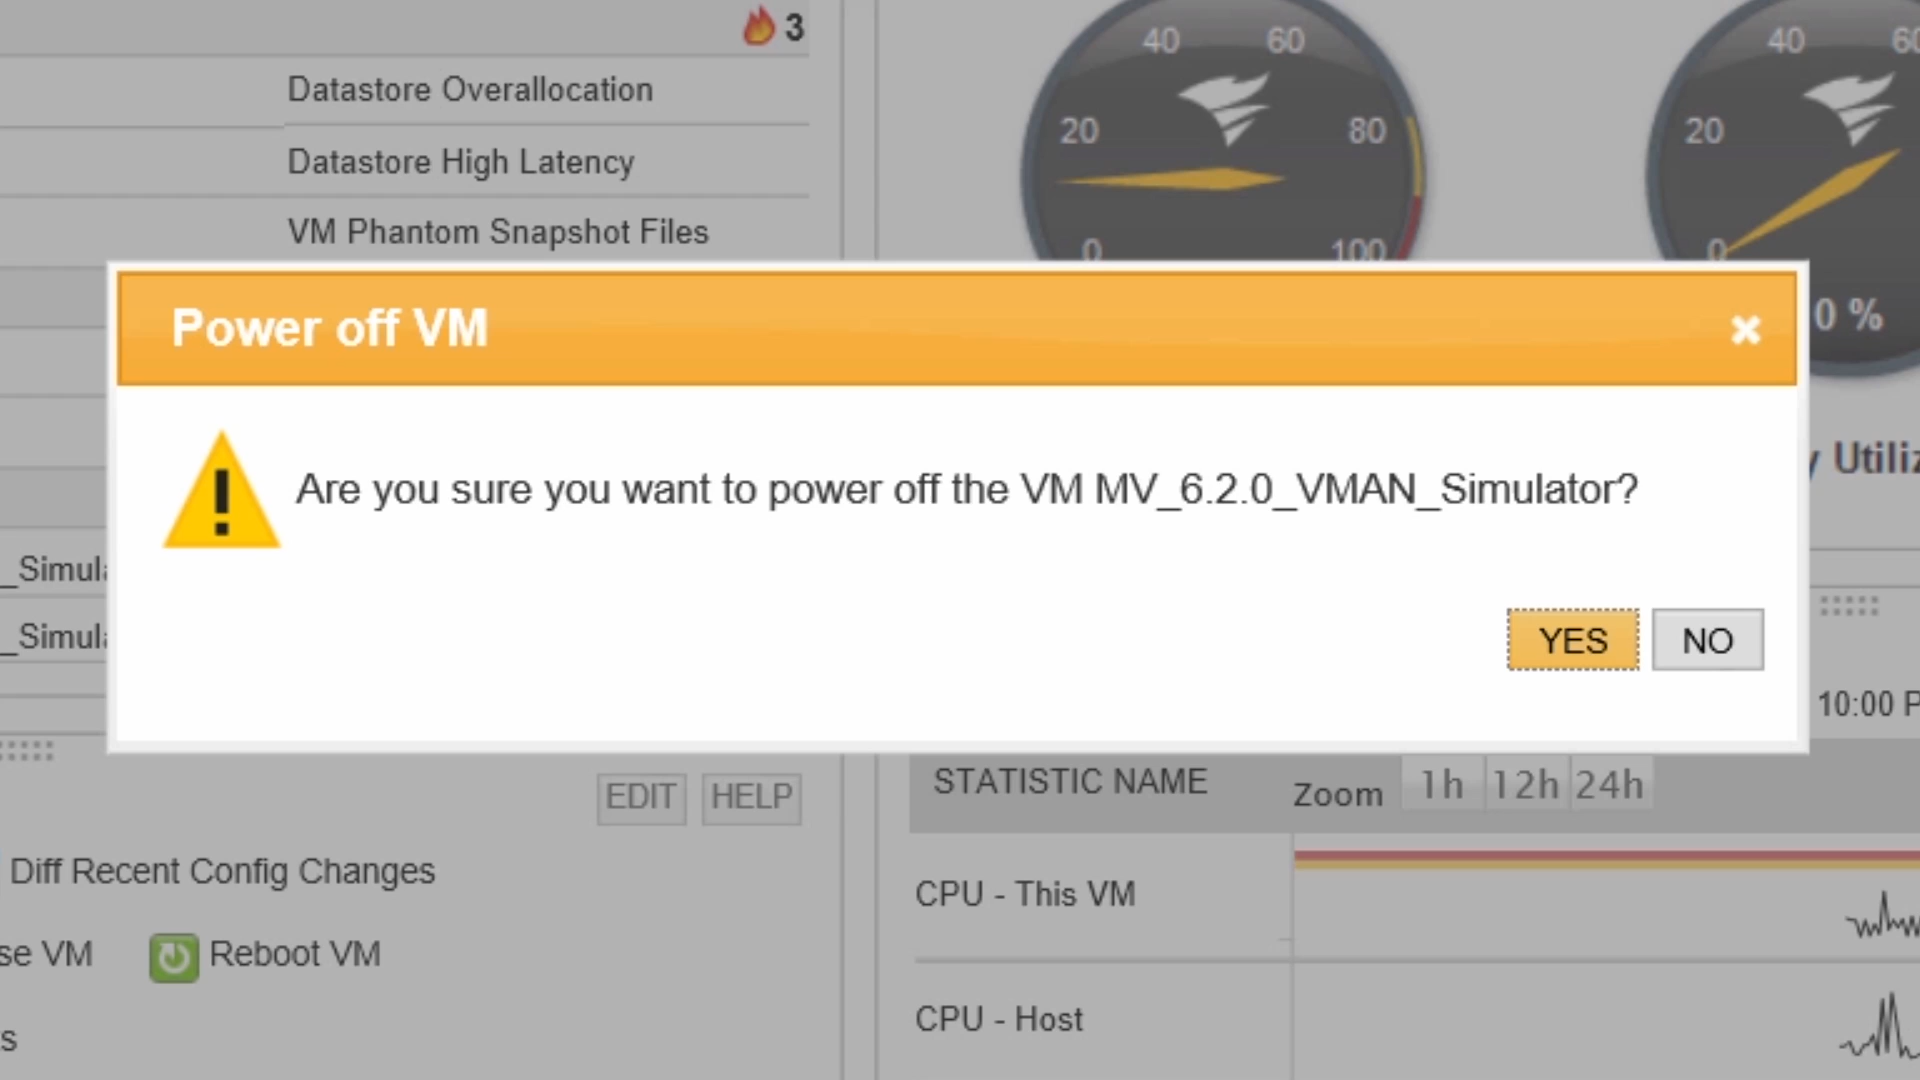 3
Datastore Overallocation
Datastore High Latency
VM Phantom Snapshot Files
40 60
20 80
0 100
40 60
20
0
0 %
Power off VM
Are you sure you want to power off the VM MV_6.2.0_VMAN_Simulator?
YES NO
_Simul
_Simul
10:00 P
EDIT HELP
Diff Recent Config Changes
se VM Reboot VM
s
y Utiliz
STATISTIC NAME Zoom 1h 12h 24h
CPU - This VM
CPU - Host